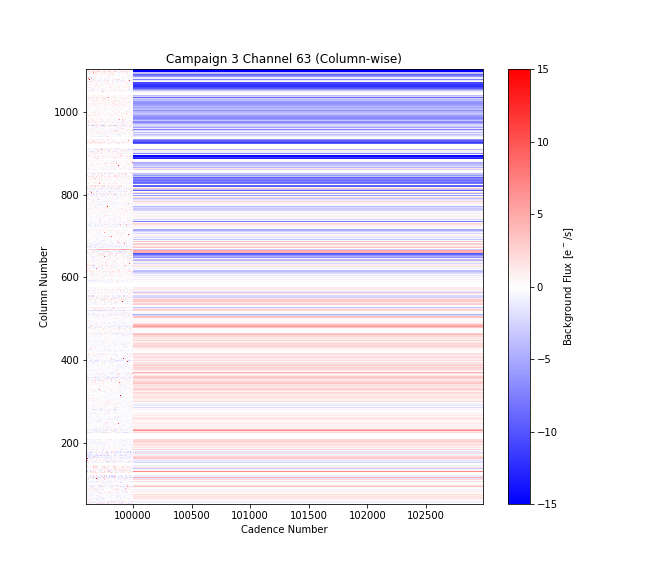 Campaign 3 Channel 63 (Column-wise)
Column Number
1000
800
600
400
200
100000 100500 101000 101500 102000 102500
Cadence Number
15
10
5
0
−5
−10
−15
Background Flux [e⁻/s]